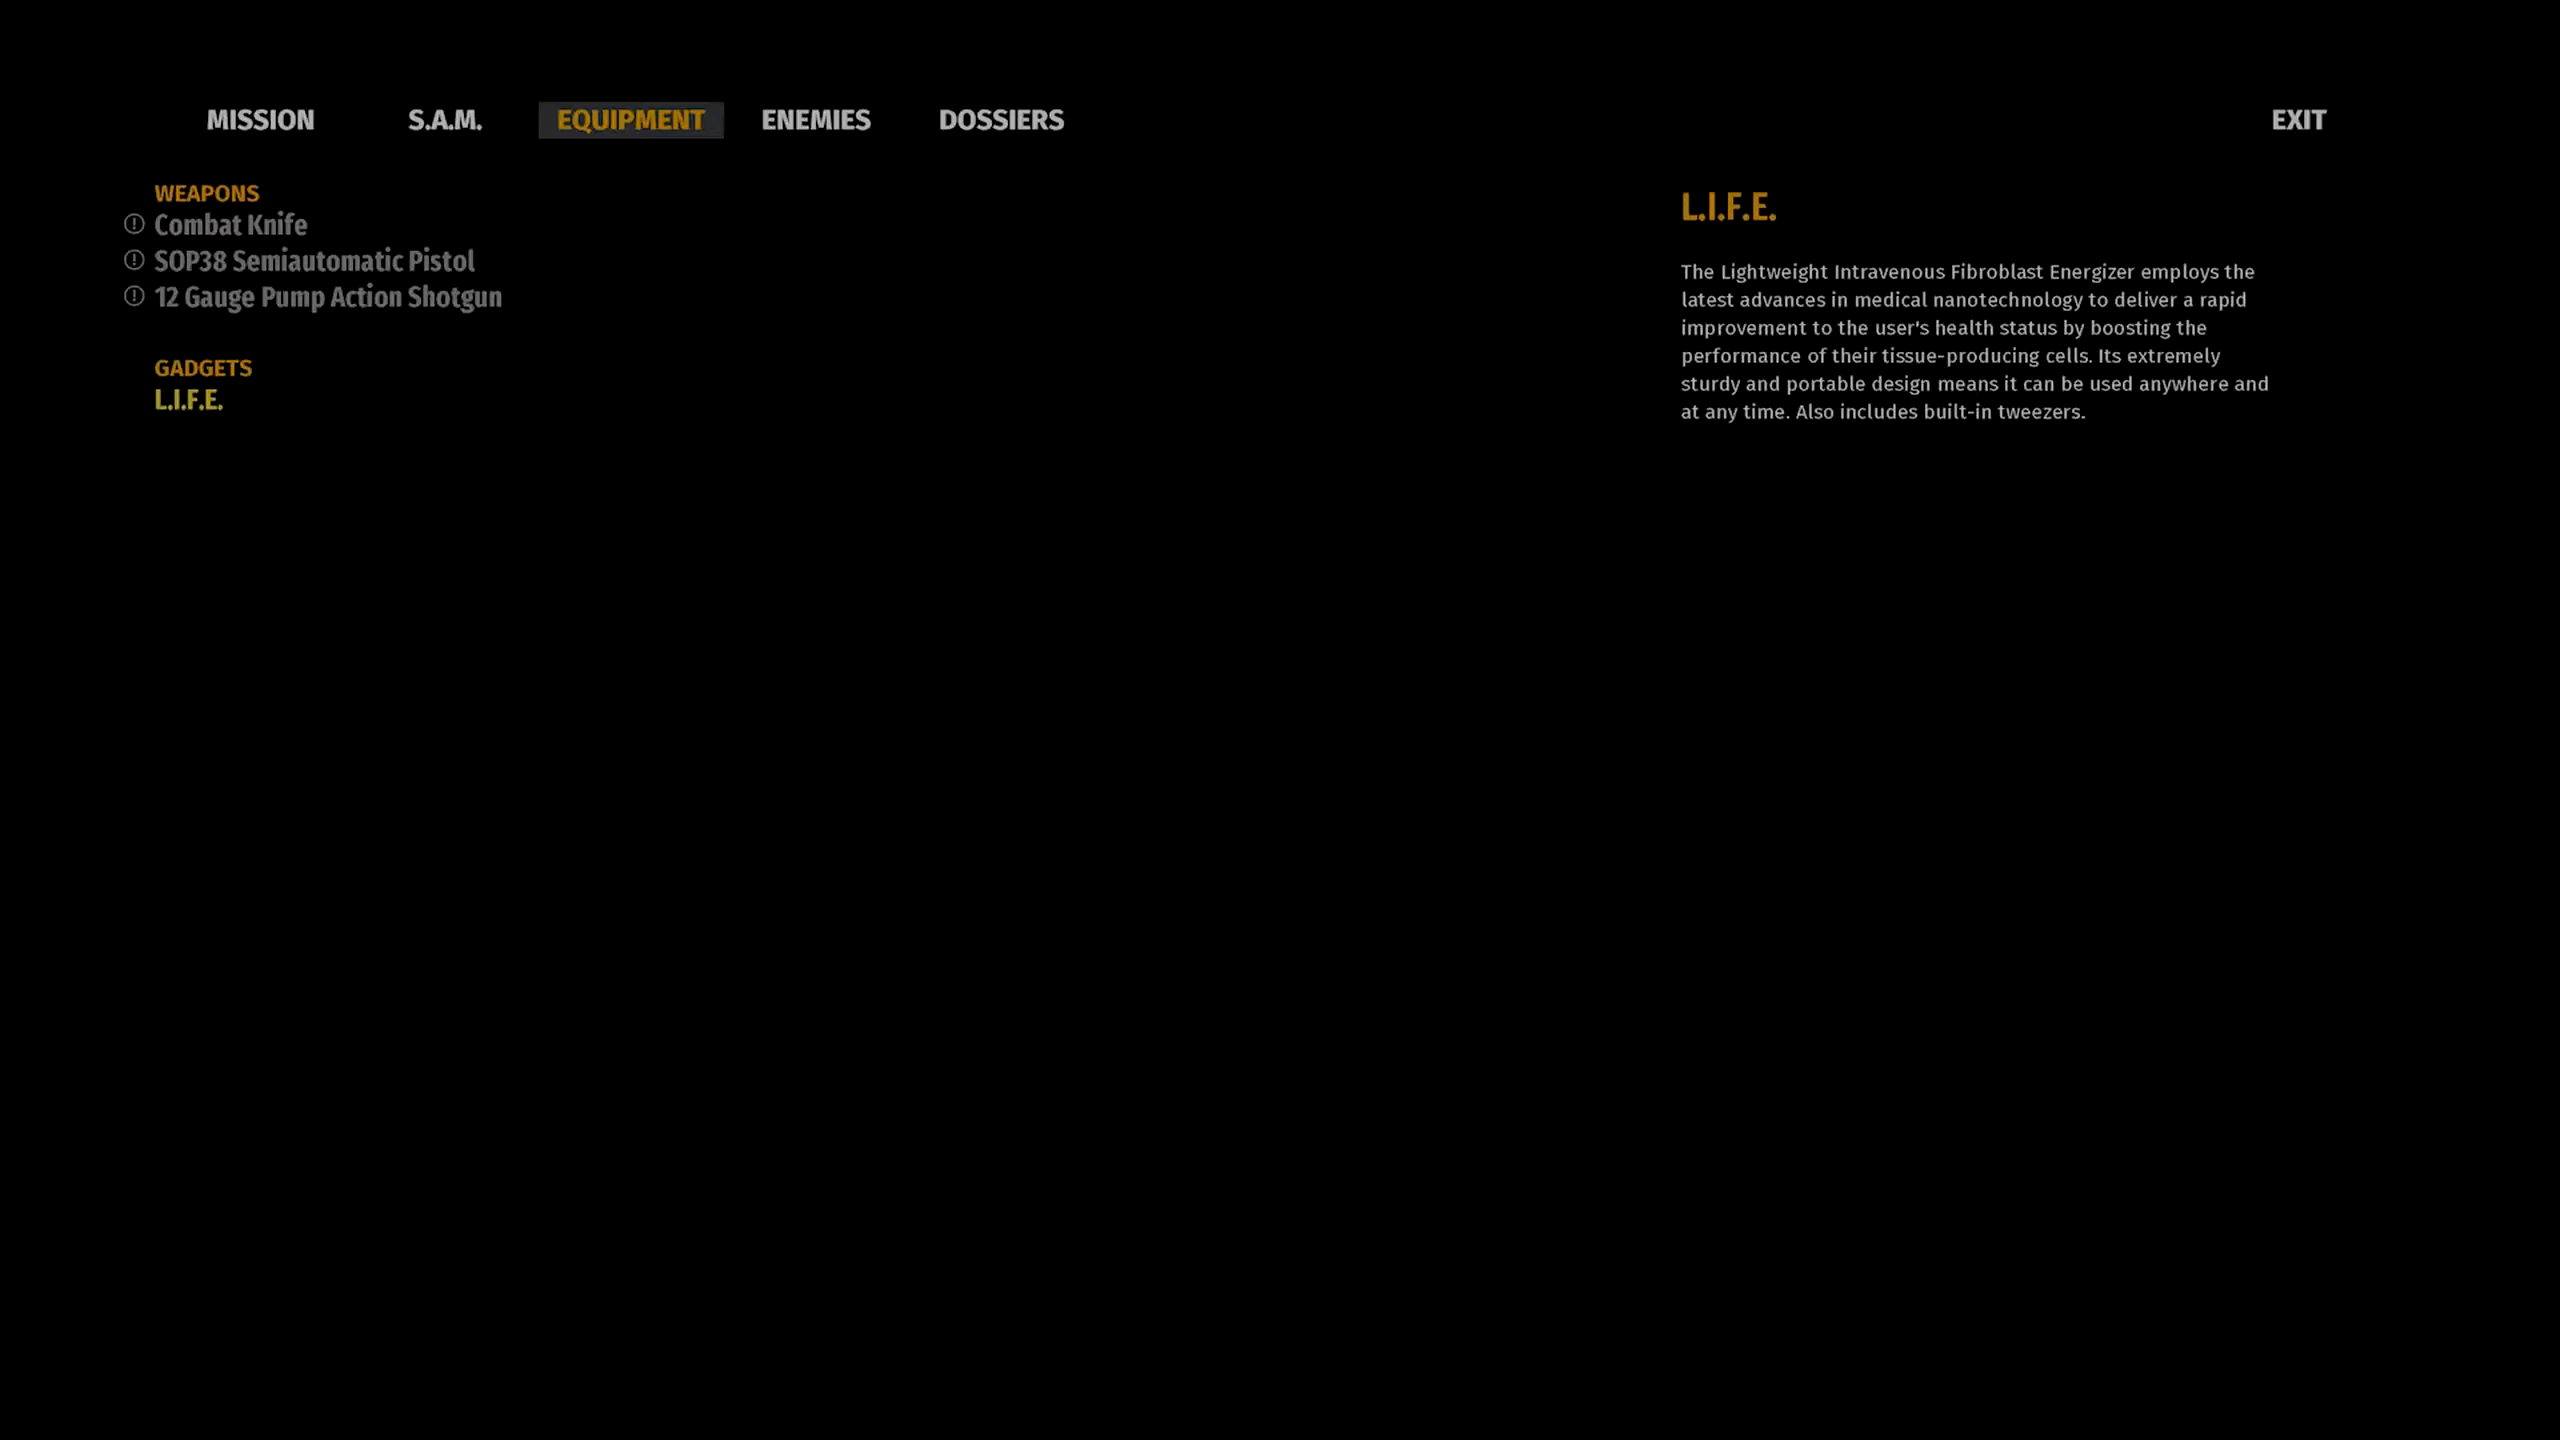 MISSION S.A.M. EQUIPMENT ENEMIES DOSSIERS EXIT
WEAPONS
Combat Knife
SOP38 Semiautomatic Pistol
12 Gauge Pump Action Shotgun
GADGETS
L.I.F.E.
L.I.F.E.
The Lightweight Intravenous Fibroblast Energizer employs the
latest advances in medical nanotechnology to deliver a rapid
improvement to the user's health status by boosting the
performance of their tissue-producing cells. Its extremely
sturdy and portable design means it can be used anywhere and
at any time. Also includes built-in tweezers.